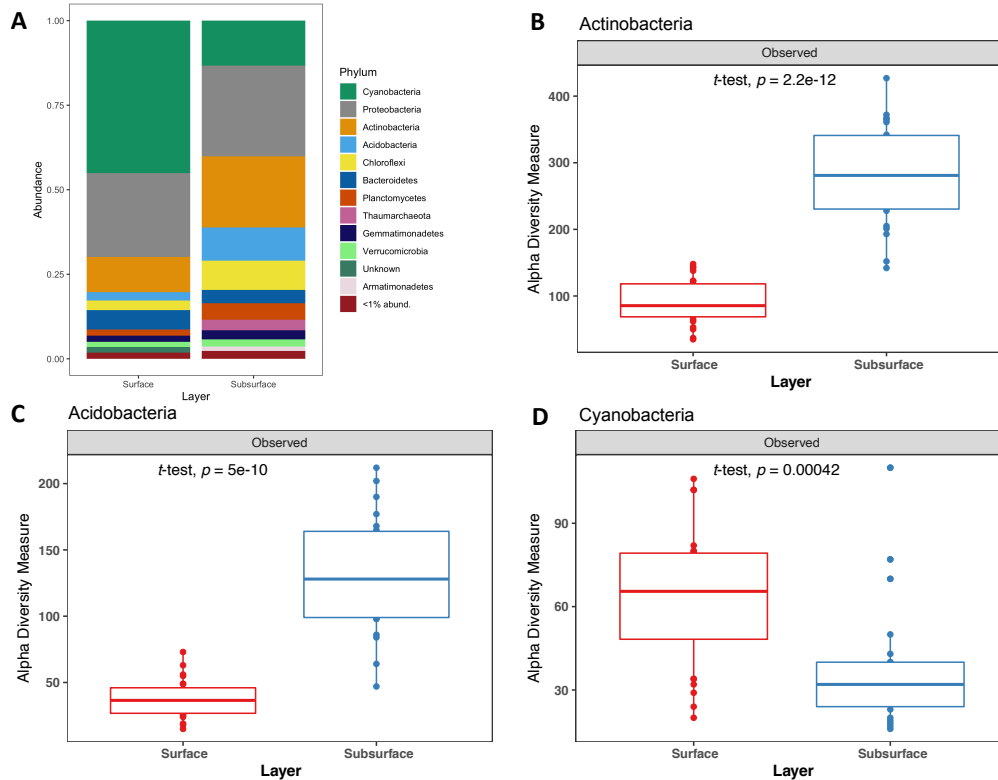 A
1.00
0.75
0.50
0.25
0.00
Abundance
Surface
Subsurface
Layer
Phylum
Cyanobacteria
Proteobacteria
Actinobacteria
Acidobacteria
Chloroflexi
Bacteroidetes
Planctomycetes
Thaumarchaeota
Gemmatimonadetes
Verrucomicrobia
Unknown
Armatimonadetes
<1% abund.
B Actinobacteria
Observed
t-test, p = 2.2e-12
400
300
200
100
Alpha Diversity Measure
Surface
Subsurface
Layer
C Acidobacteria
Observed
t-test, p = 5e-10
200
150
100
50
Alpha Diversity Measure
Surface
Subsurface
Layer
D Cyanobacteria
Observed
t-test, p = 0.00042
90
60
30
Alpha Diversity Measure
Surface
Subsurface
Layer